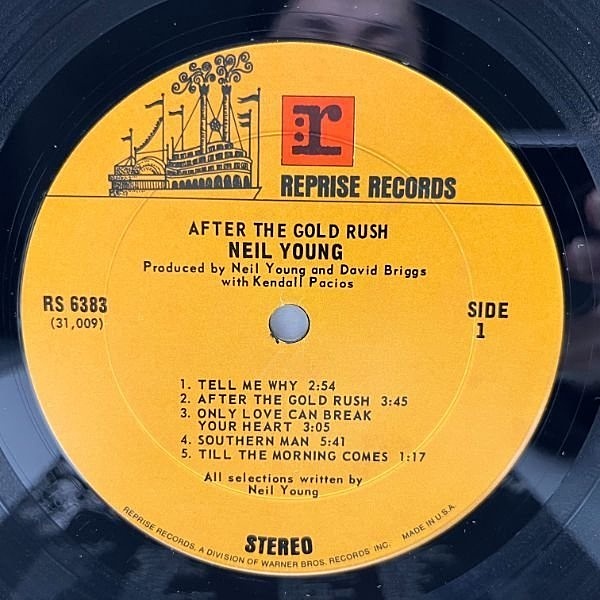 r
REPRISE RECORDS
AFTER THE GOLD RUSH
NEIL YOUNG
Produced by Neil Young and David Briggs
with Kendall Pacios
RS 6383
(31,009)
SIDE
1
1. TELL ME WHY 2:54
2. AFTER THE GOLD RUSH 3:45
3. ONLY LOVE CAN BREAK
YOUR HEART 3:05
4. SOUTHERN MAN 5:41
5. TILL THE MORNING COMES 1:17
All selections written by
Neil Young
STEREO
REPRISE RECORDS, A DIVISION OF WARNER BROS. RECORDS INC. MADE IN U.S.A.